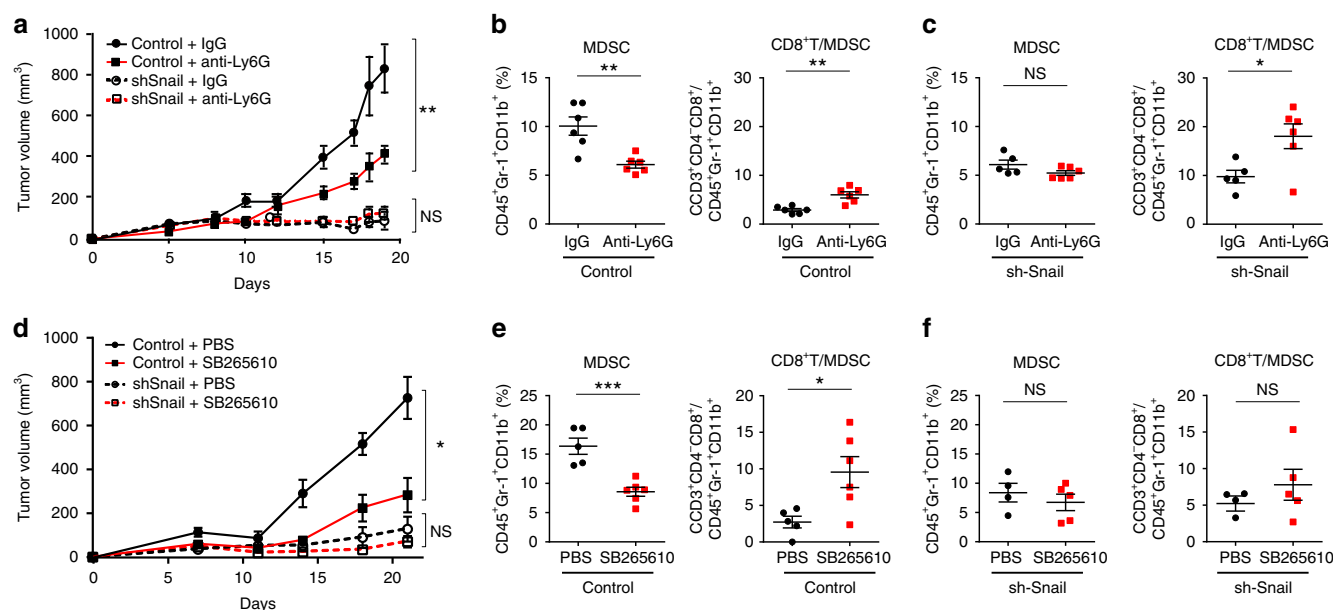 a
Control + IgG
Control + anti-Ly6G
shSnail + IgG
shSnail + anti-Ly6G
Tumor volume (mm³)
1000
800
600
400
200
0
0 5 10 15 20
Days
**
NS
b
MDSC
**
CD45⁺Gr-1⁺CD11b⁺ (%)
15
10
5
0
IgG Anti-Ly6G
Control
CD8⁺T/MDSC
**
CCD3⁺CD4⁻CD8⁺/
CD45⁺Gr-1⁺CD11b⁺
30
20
10
0
IgG Anti-Ly6G
Control
c
MDSC
NS
CD45⁺Gr-1⁺CD11b⁺ (%)
15
10
5
0
IgG Anti-Ly6G
sh-Snail
CD8⁺T/MDSC
*
CCD3⁺CD4⁻CD8⁺/
CD45⁺Gr-1⁺CD11b⁺
30
20
10
0
IgG Anti-Ly6G
sh-Snail
d
Control + PBS
Control + SB265610
shSnail + PBS
shSnail + SB265610
Tumor volume (mm³)
1000
800
600
400
200
0
0 5 10 15 20
Days
*
NS
e
MDSC
***
CD45⁺Gr-1⁺CD11b⁺ (%)
25
20
15
10
5
0
PBS SB265610
Control
CD8⁺T/MDSC
*
CCD3⁺CD4⁻CD8⁺/
CD45⁺Gr-1⁺CD11b⁺
20
15
10
5
0
PBS SB265610
Control
f
MDSC
NS
CD45⁺Gr-1⁺CD11b⁺ (%)
25
20
15
10
5
0
PBS SB265610
sh-Snail
CD8⁺T/MDSC
NS
CCD3⁺CD4⁻CD8⁺/
CD45⁺Gr-1⁺CD11b⁺
20
15
10
5
0
PBS SB265610
sh-Snail